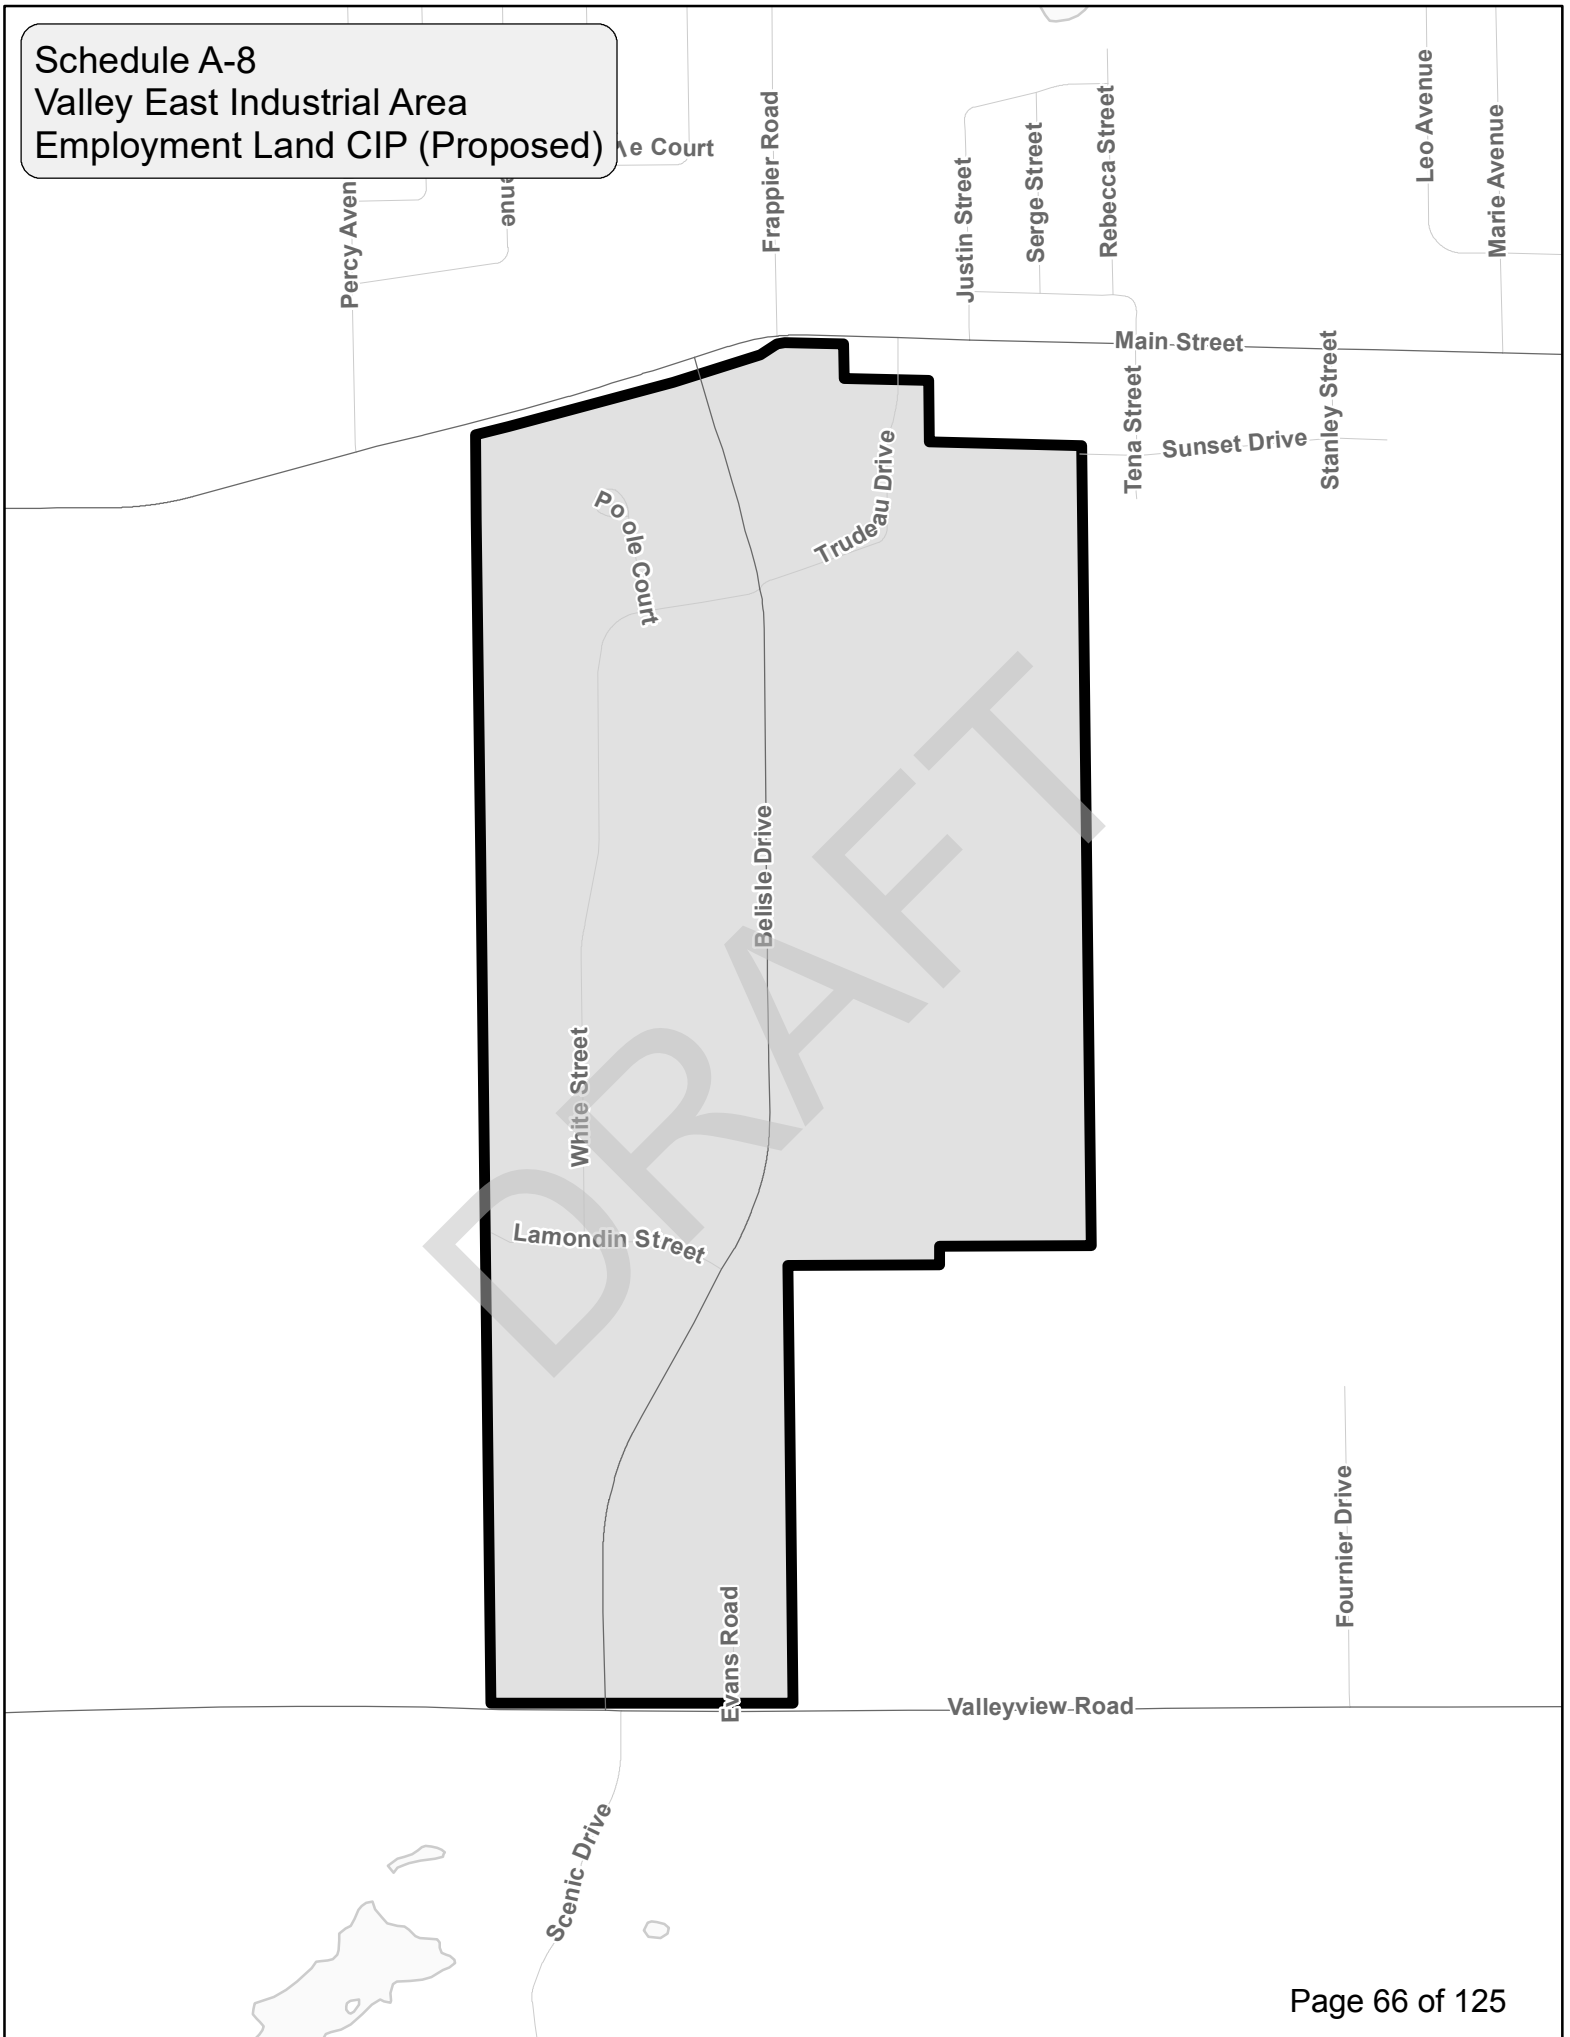 Schedule A-8
Valley East Industrial Area
Employment Land CIP (Proposed)
Court
Percy
Frappier Road
Justin Street
Serge Street
Rebecca Street
Leo Avenue
Marie Avenue
Main Street
Tena Street
Sunset Drive
Stanley Street
Poole Court
Trudeau Drive
Belisle Drive
White Street
Lamondin Street
DRAFT
Evans Road
Fournier Drive
Valleyview Road
Scenic Drive
Page 66 of 125